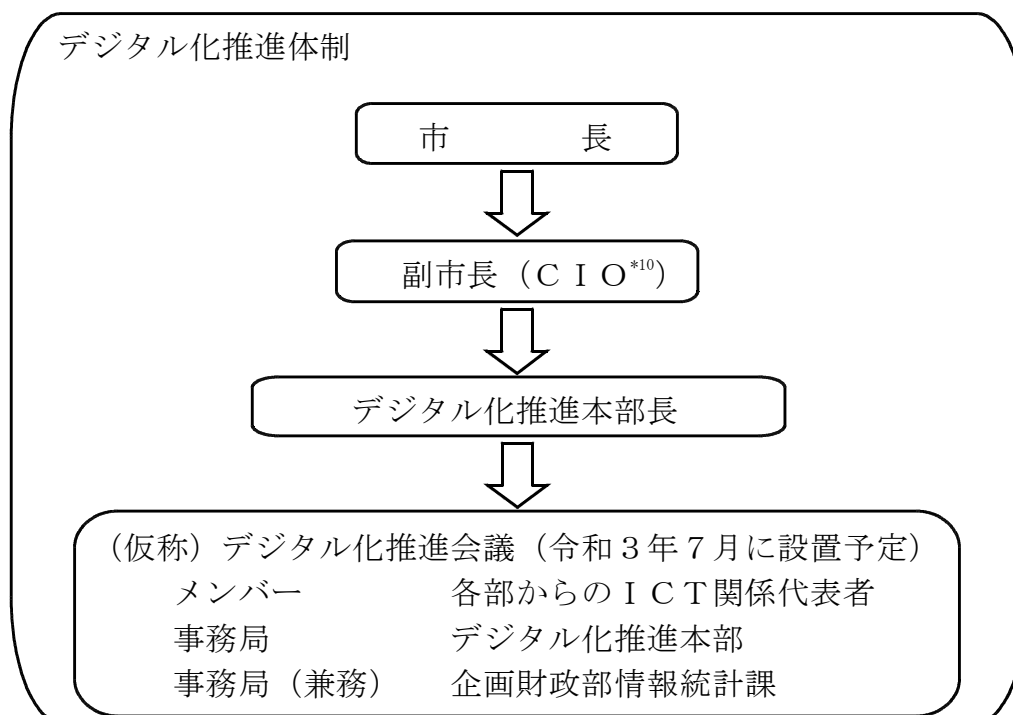 デジタル化推進体制
市　　　　長
副市長（ＣＩＯ*10）
デジタル化推進本部長
（仮称）デジタル化推進会議（令和３年７月に設置予定）
メンバー　　　　各部からのＩＣＴ関係代表者
事務局　　　　　デジタル化推進本部
事務局（兼務）　企画財政部情報統計課